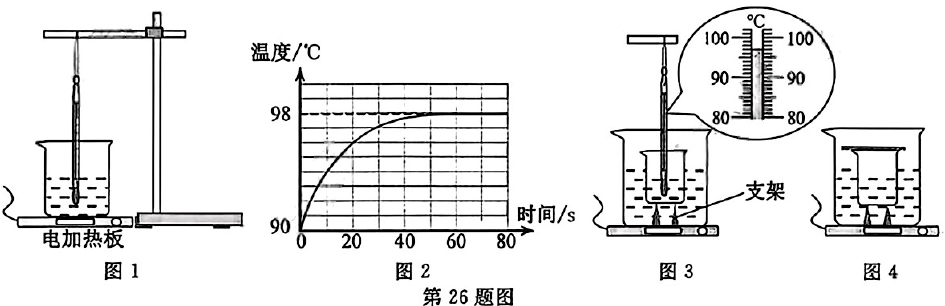 电加热板
图 1
温度/℃
98
90
0 20 40 60 80
时间/s
图 2
℃
100 100
90 90
80 80
支架
图 3
图 4
第 26 题图